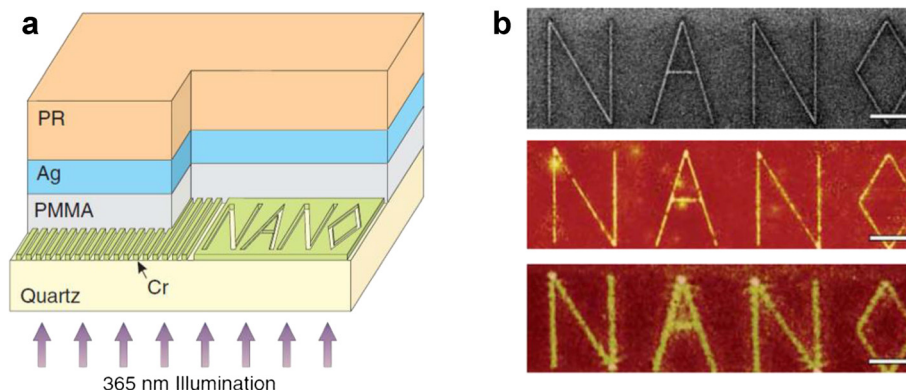 a
PR
Ag
PMMA
NANO
Cr
Quartz
365 nm Illumination
b
NANO
NANO
NANO